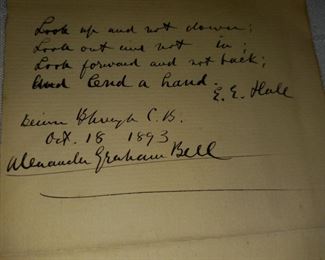 Look up and not down;
Look out and not in;
Look forward and not back;
And Lend a hand.
E. E. Hale
Beinn Bhreagh C.B.
Oct. 18 1893
Alexander Graham Bell